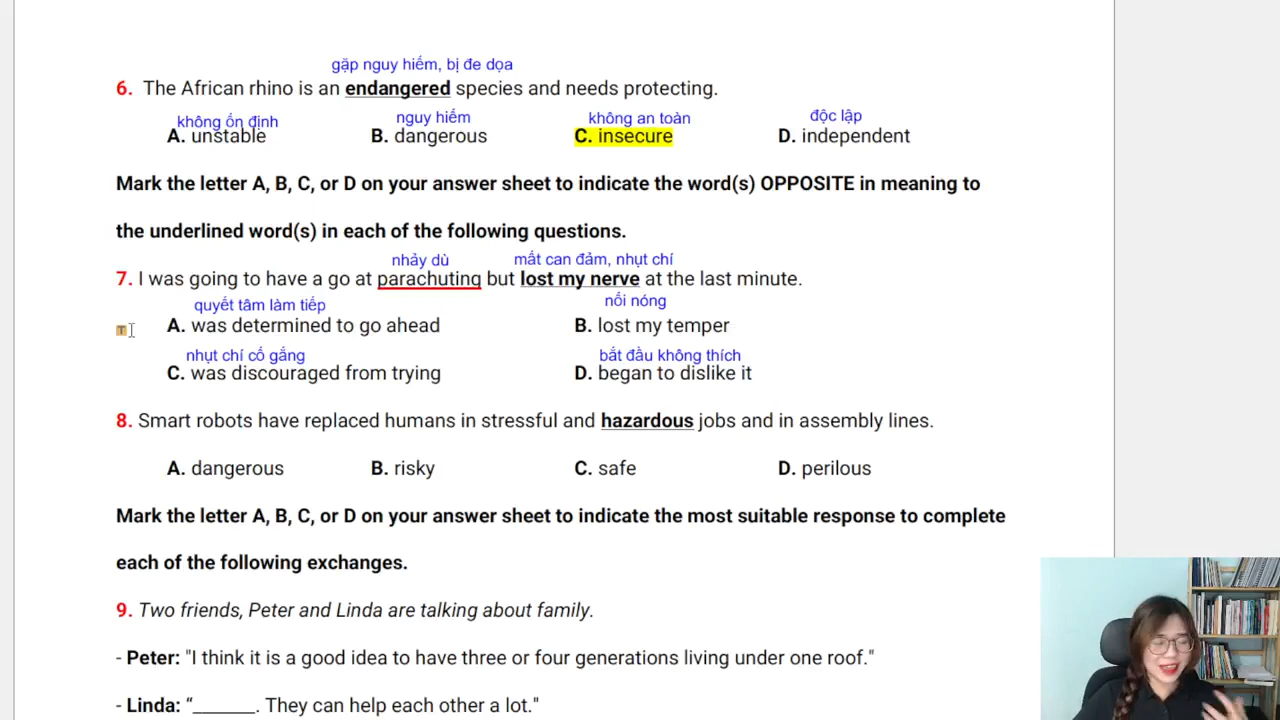 gặp nguy hiểm, bị đe dọa
6. The African rhino is an endangered species and needs protecting.
không ổn định nguy hiểm không an toàn độc lập
A. unstable B. dangerous C. insecure D. independent
Mark the letter A, B, C, or D on your answer sheet to indicate the word(s) OPPOSITE in meaning to
the underlined word(s) in each of the following questions.
nhảy dù mất can đảm, nhụt chí
7. I was going to have a go at parachuting but lost my nerve at the last minute.
quyết tâm làm tiếp nổi nóng
A. was determined to go ahead B. lost my temper
nhụt chí cố gắng bắt đầu không thích
C. was discouraged from trying D. began to dislike it
8. Smart robots have replaced humans in stressful and hazardous jobs and in assembly lines.
A. dangerous B. risky C. safe D. perilous
Mark the letter A, B, C, or D on your answer sheet to indicate the most suitable response to complete
each of the following exchanges.
9. Two friends, Peter and Linda are talking about family.
- Peter: "I think it is a good idea to have three or four generations living under one roof."
- Linda: “_______. They can help each other a lot."